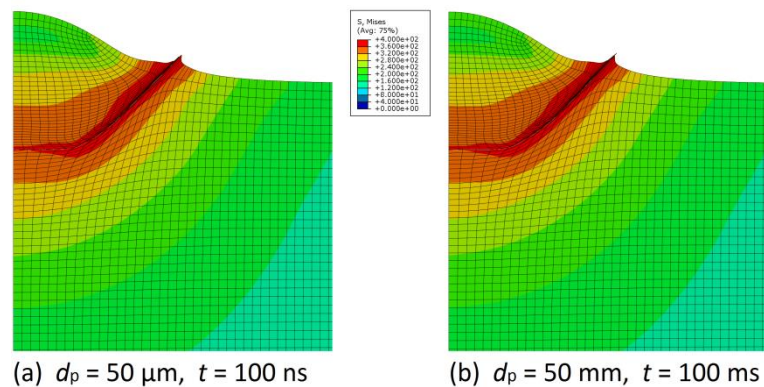 S, Mises
(Avg: 75%)
+4.000e+02
+3.600e+02
+3.200e+02
+2.800e+02
+2.400e+02
+2.000e+02
+1.600e+02
+1.200e+02
+8.000e+01
+4.000e+01
+0.000e+00
(a) dp = 50 μm, t = 100 ns
(b) dp = 50 mm, t = 100 ms